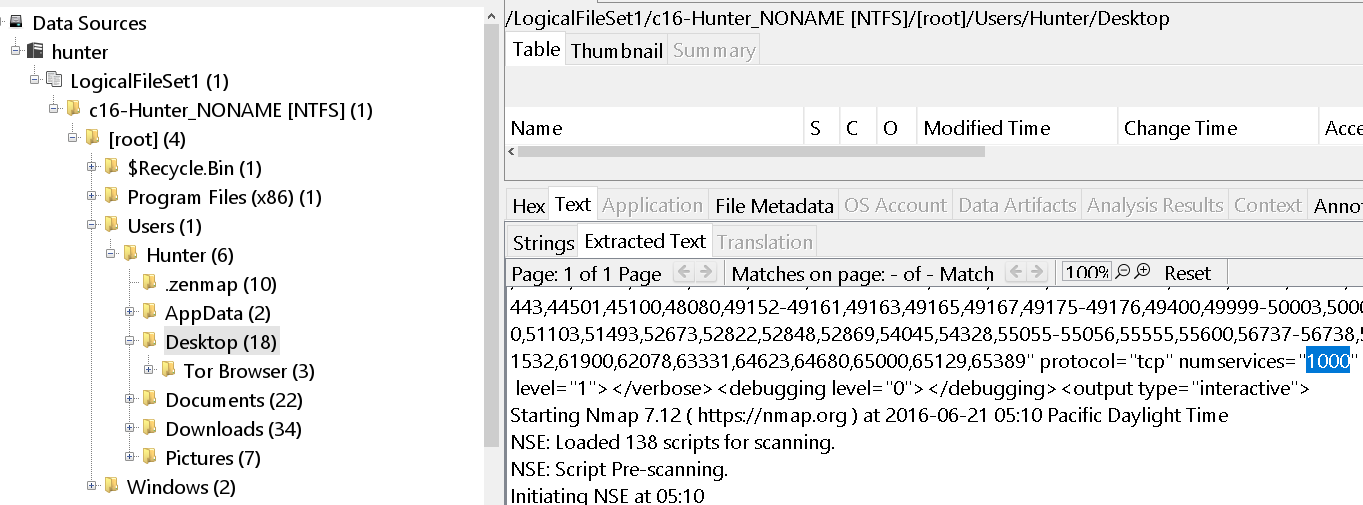 Data Sources
hunter
LogicalFileSet1 (1)
c16-Hunter_NONAME [NTFS] (1)
[root] (4)
$Recycle.Bin (1)
Program Files (x86) (1)
Users (1)
Hunter (6)
.zenmap (10)
AppData (2)
Desktop (18)
Tor Browser (3)
Documents (22)
Downloads (34)
Pictures (7)
Windows (2)
/LogicalFileSet1/c16-Hunter_NONAME [NTFS]/[root]/Users/Hunter/Desktop
Table Thumbnail Summary
Name S C O Modified Time Change Time Acce
Hex Text Application File Metadata OS Account Data Artifacts Analysis Results Context Annot
Strings Extracted Text Translation
Page: 1 of 1 Page Matches on page: - of - Match 100% Reset
443,44501,45100,48080,49152-49161,49163,49165,49167,49175-49176,49400,49999-50003,5000
0,51103,51493,52673,52822,52848,52869,54045,54328,55055-55056,55555,55600,56737-56738,5
1532,61900,62078,63331,64623,64680,65000,65129,65389" protocol="tcp" numservices="1000"
level="1"></verbose><debugging level="0"></debugging><output type="interactive">
Starting Nmap 7.12 ( https://nmap.org ) at 2016-06-21 05:10 Pacific Daylight Time
NSE: Loaded 138 scripts for scanning.
NSE: Script Pre-scanning.
Initiating NSE at 05:10